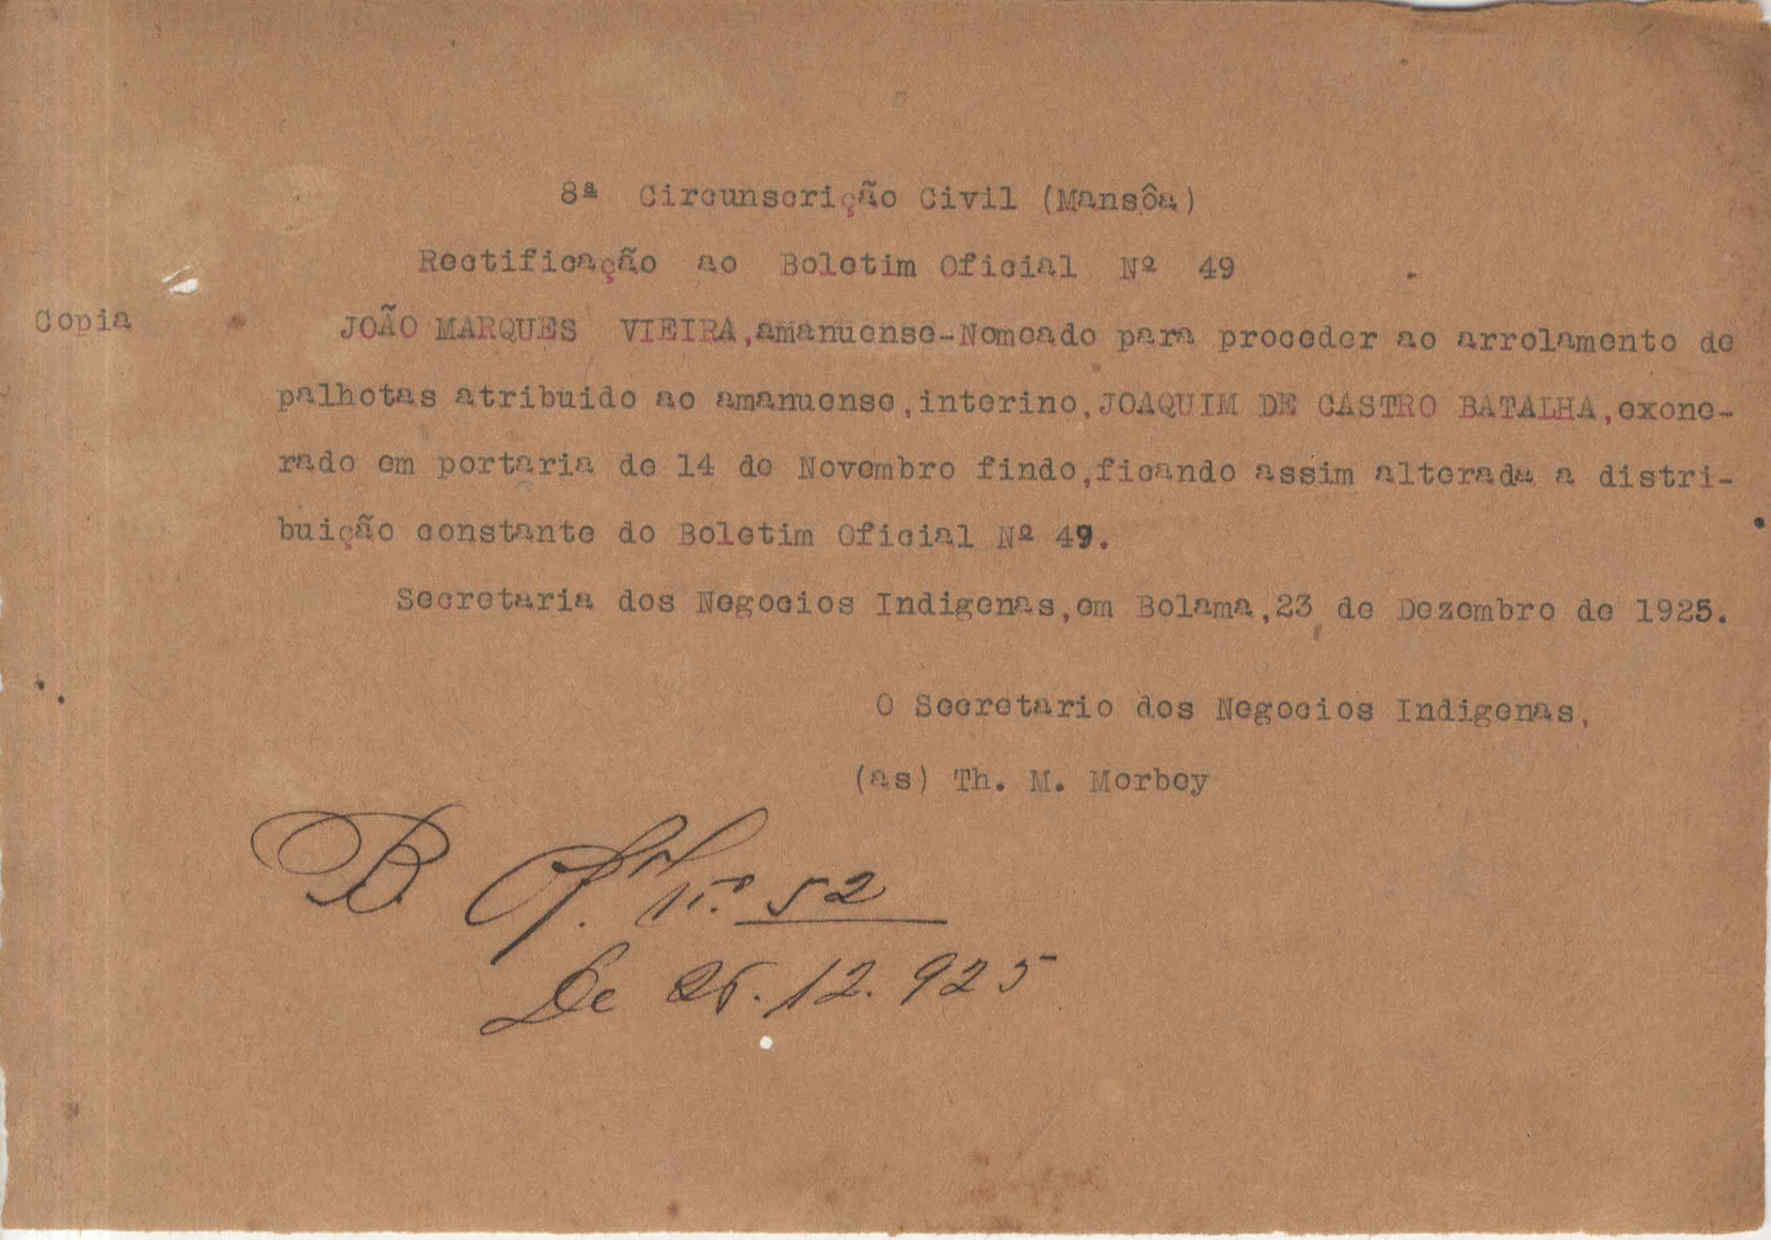 8ª Circunscrição Civil (Mansôa)
Rectificação ao Boletim Oficial Nº 49
Copia
JOÃO MARQUES VIEIRA,amanuense-Nomeado para proceder ao arrolamento de
palhotas atribuido ao amanuense,interino,JOAQUIM DE CASTRO BATALHA,exone-
rado em portaria de 14 de Novembro findo,ficando assim alterada a distri-
buição constante do Boletim Oficial Nº 49.
Secretaria dos Negocios Indigenas,em Bolama,23 de Dezembro de 1925.
O Secretario dos Negocios Indigenas,
(as) Th. M. Morbey
B. Of. nº 52
De 26.12.925